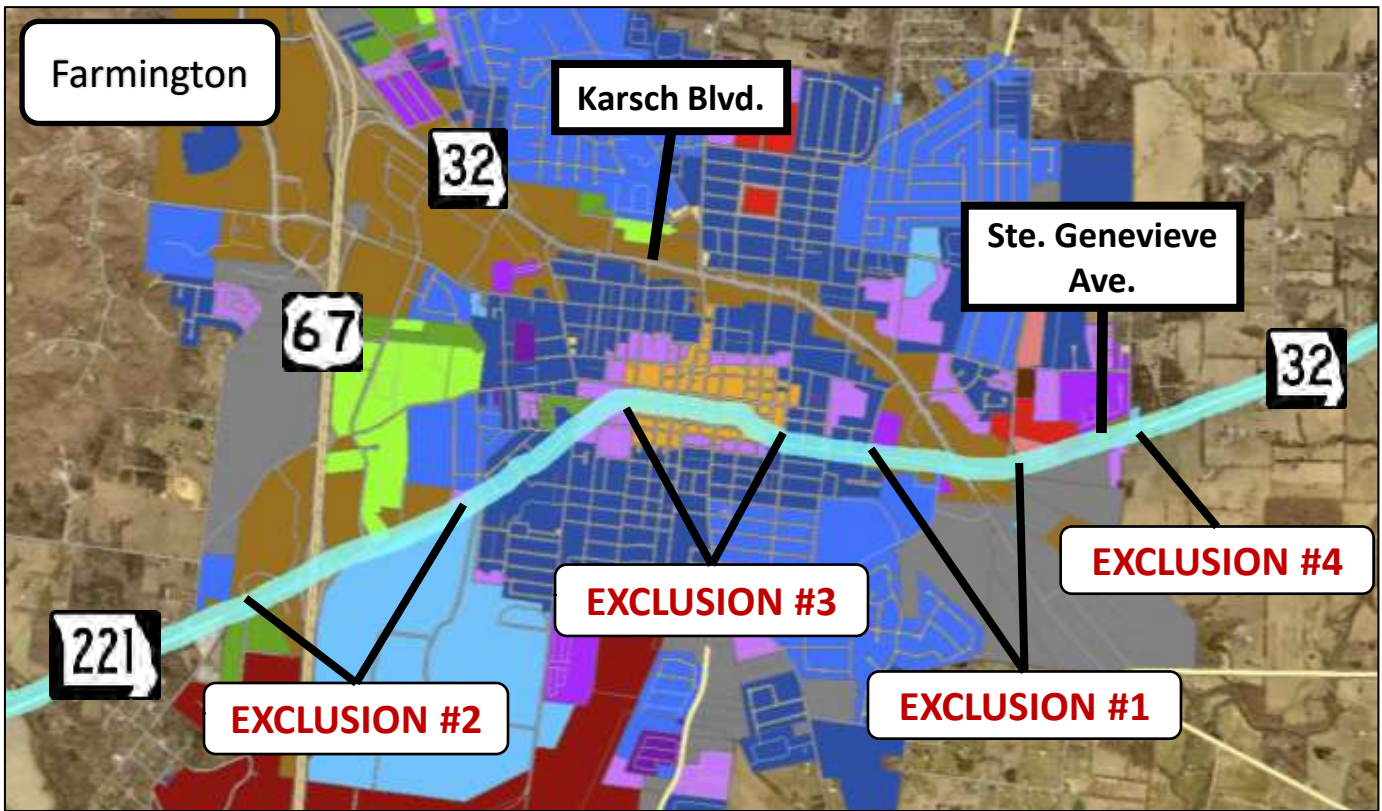 Farmington
Karsch Blvd.
32
Ste. Genevieve
Ave.
67
32
EXCLUSION #4
EXCLUSION #3
221
EXCLUSION #2
EXCLUSION #1